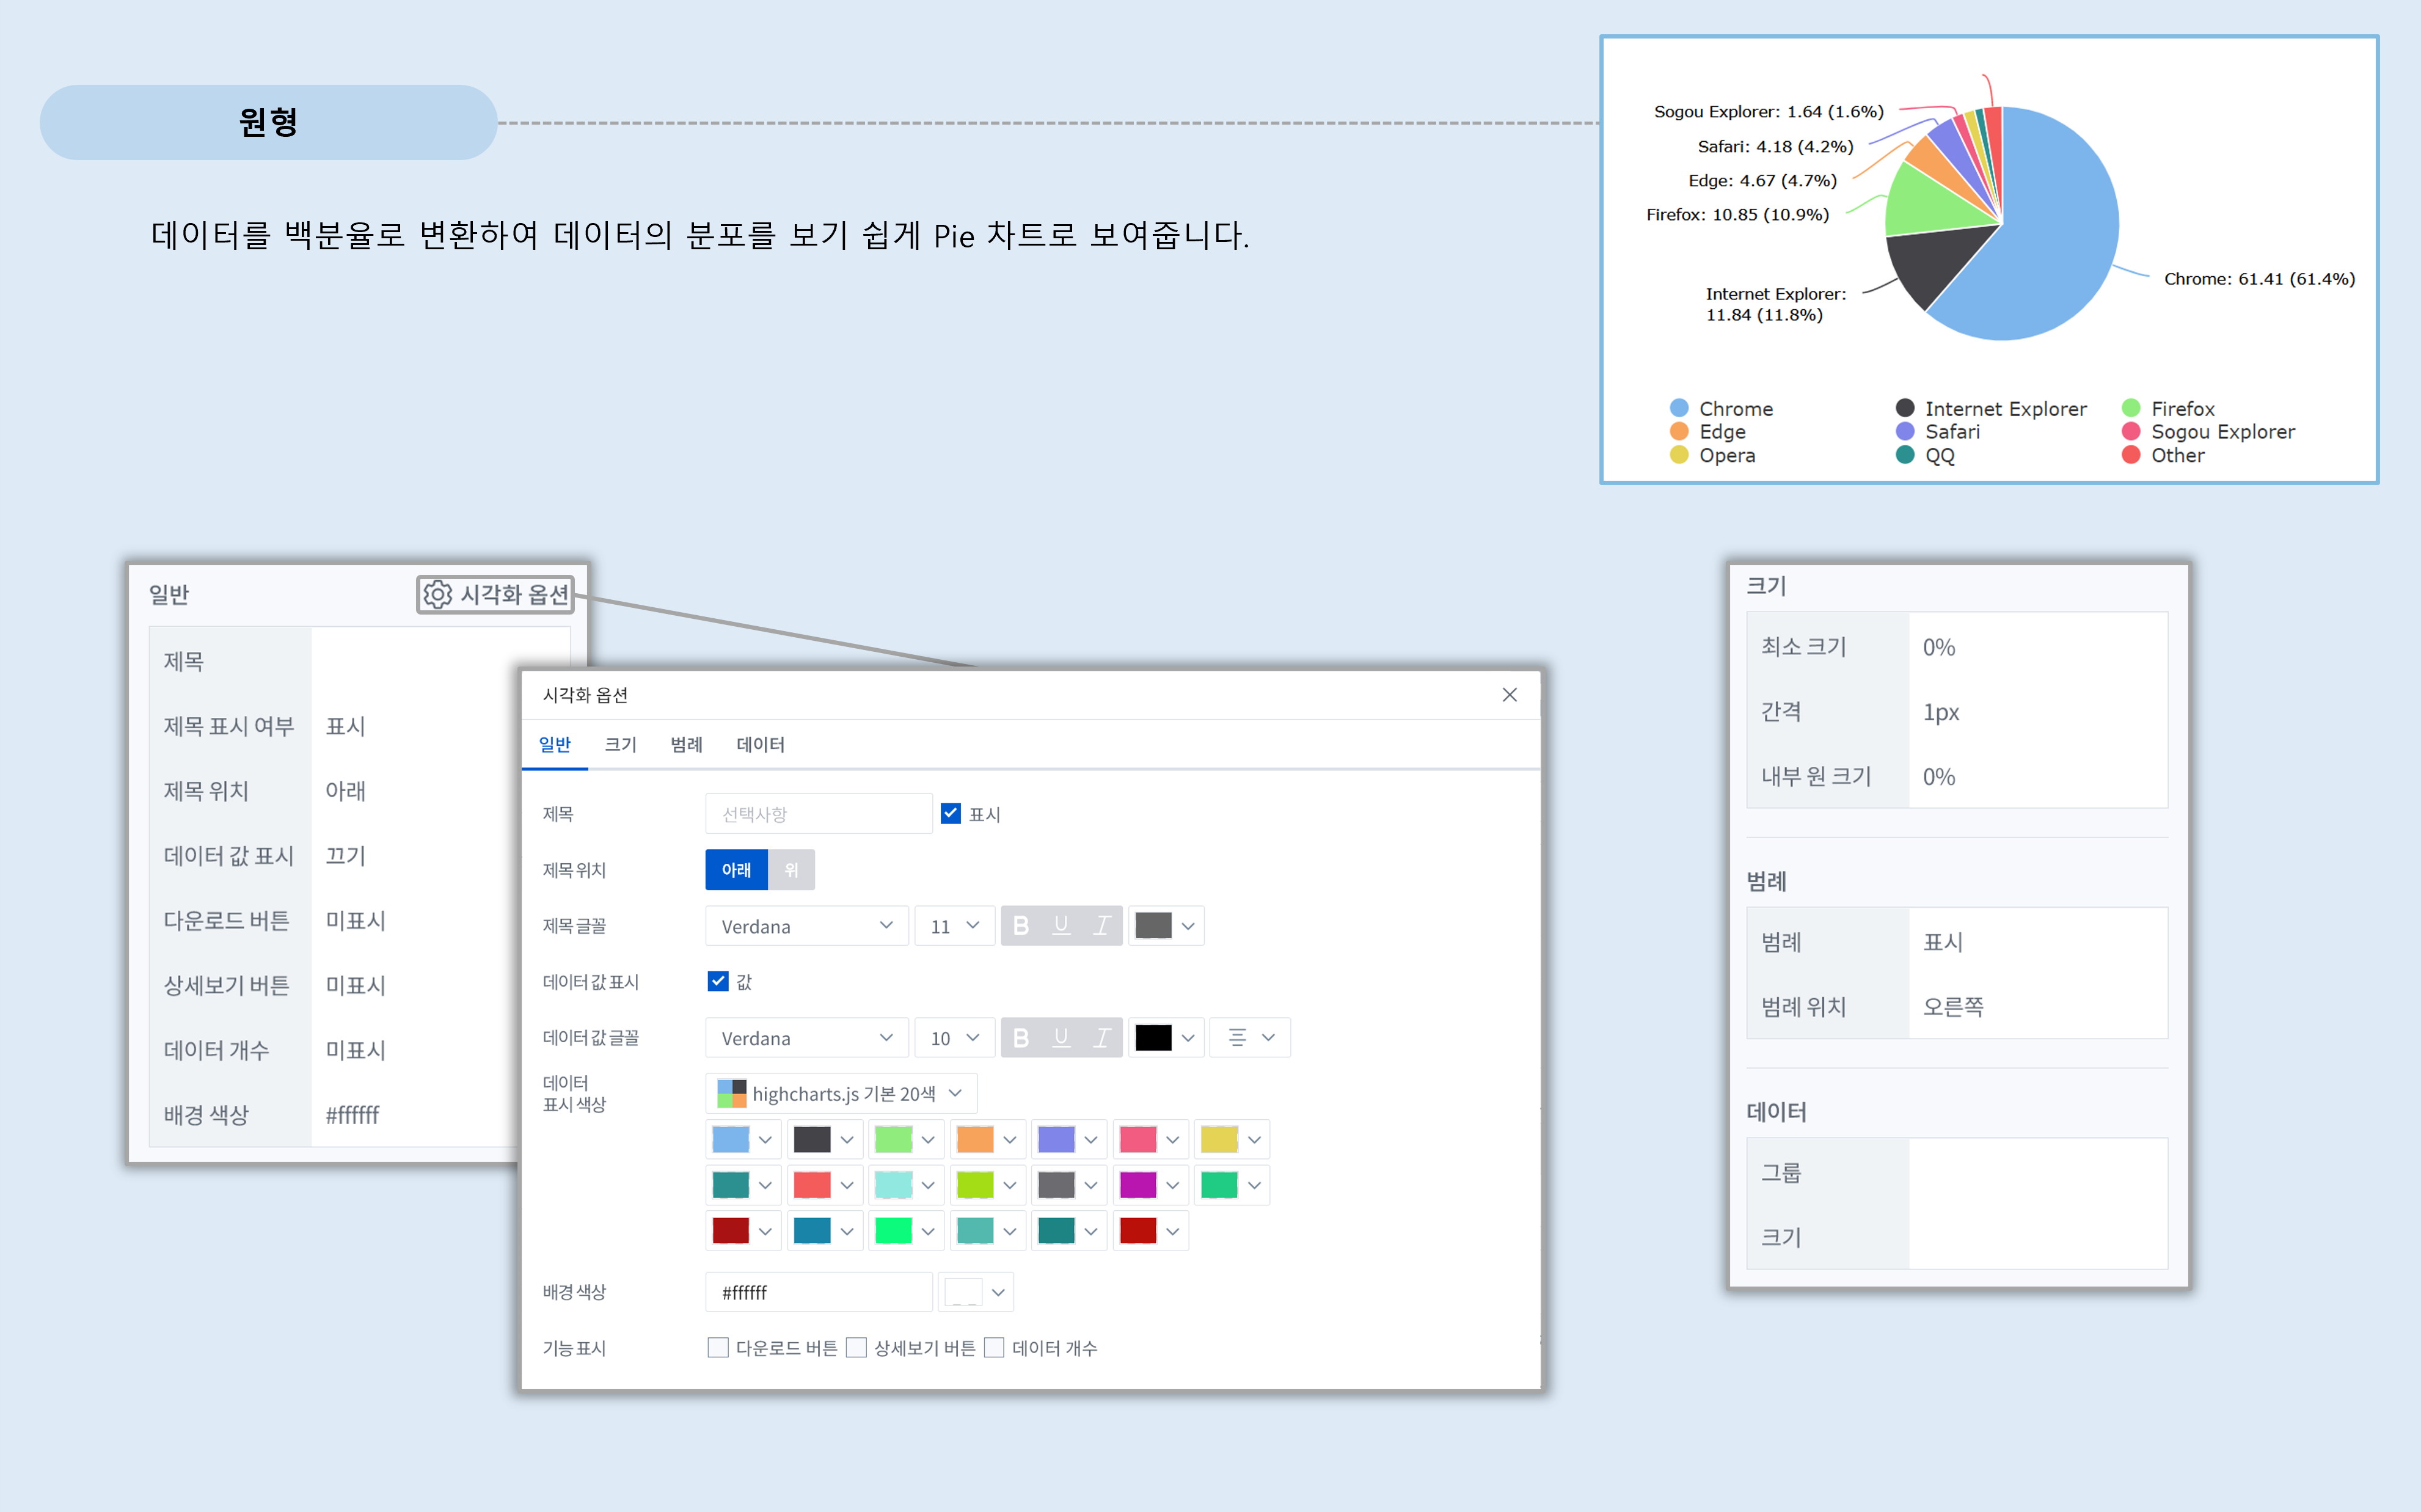 원형
데이터를 백분율로 변환하여 데이터의 분포를 보기 쉽게 Pie 차트로 보여줍니다.
Sogou Explorer: 1.64 (1.6%)
Safari: 4.18 (4.2%)
Edge: 4.67 (4.7%)
Firefox: 10.85 (10.9%)
Internet Explorer:
11.84 (11.8%)
Chrome: 61.41 (61.4%)
Chrome Internet Explorer Firefox
Edge Safari Sogou Explorer
Opera QQ Other
일반 시각화 옵션
제목
제목 표시 여부 표시
제목 위치 아래
데이터 값 표시 끄기
다운로드 버튼 미표시
상세보기 버튼 미표시
데이터 개수 미표시
배경 색상 #ffffff
시각화 옵션
일반 크기 범례 데이터
제목 선택사항 표시
제목 위치 아래 위
제목 글꼴 Verdana 11 B U I
데이터 값 표시 값
데이터 값 글꼴 Verdana 10 B U I
데이터
표시 색상
highcharts.js 기본 20색
배경 색상 #ffffff
기능 표시 다운로드 버튼 상세보기 버튼 데이터 개수
크기
최소 크기 0%
간격 1px
내부 원 크기 0%
범례
범례 표시
범례 위치 오른쪽
데이터
그룹
크기